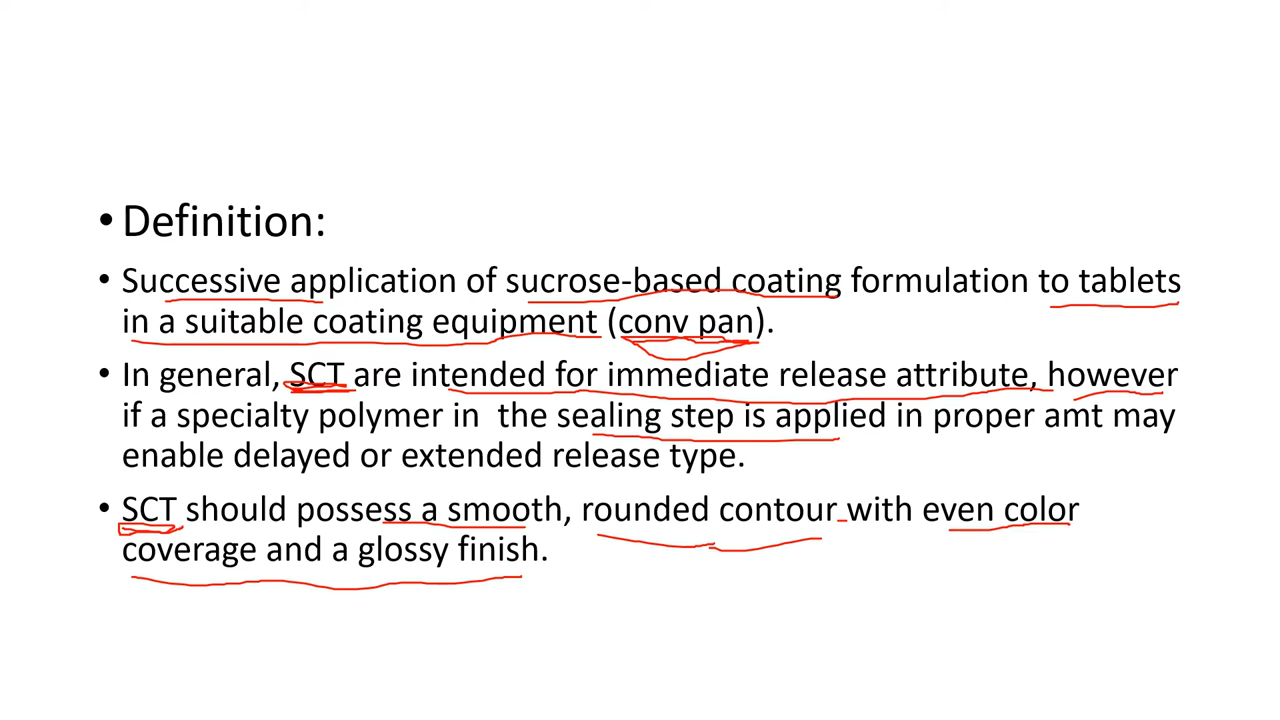 • Definition:
• Successive application of sucrose-based coating formulation to tablets
in a suitable coating equipment (conv pan).
• In general, SCT are intended for immediate release attribute, however
if a specialty polymer in the sealing step is applied in proper amt may
enable delayed or extended release type.
• SCT should possess a smooth, rounded contour with even color
coverage and a glossy finish.